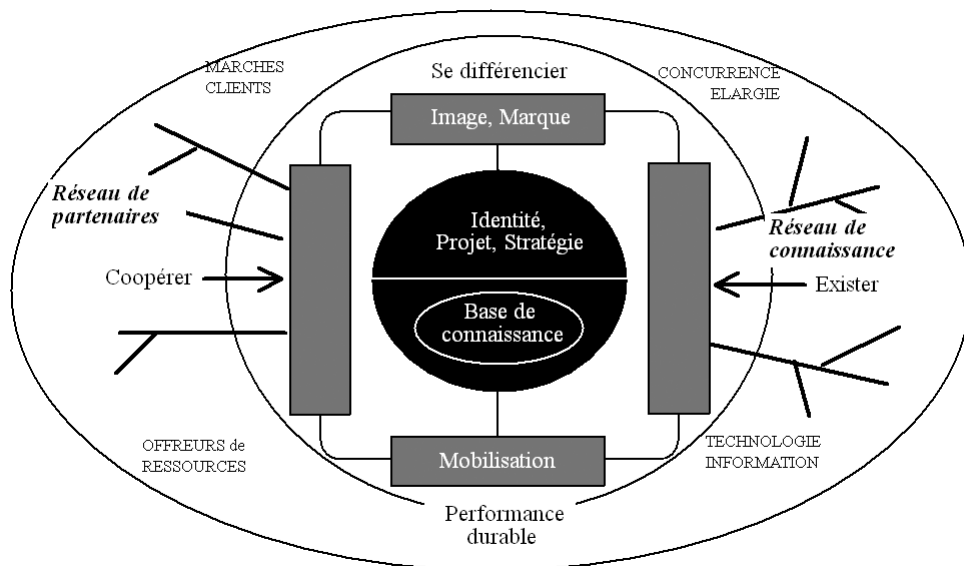 MARCHES
CLIENTS
Se différencier
CONCURRENCE
ELARGIE
Image, Marque
Réseau de
partenaires
Identité,
Projet, Stratégie
Réseau de
connaissance
Coopérer
Exister
Base de
connaissance
OFFREURS de
RESSOURCES
Mobilisation
TECHNOLOGIE
INFORMATION
Performance
durable